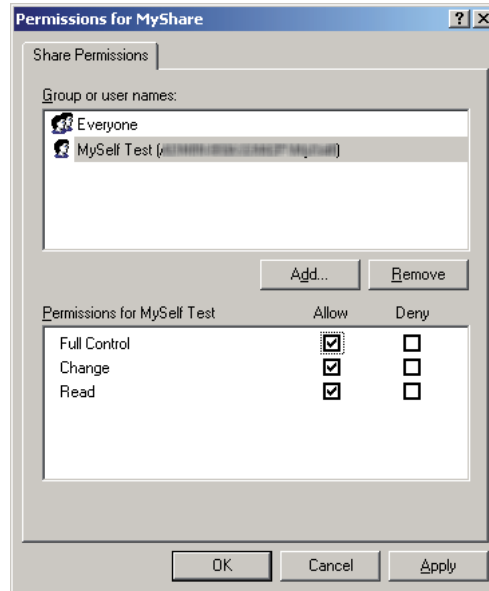 Permissions for MyShare
Share Permissions
Group or user names:
Everyone
MySelf Test (
Add... Remove
Permissions for MySelf Test Allow Deny
Full Control
Change
Read
OK Cancel Apply